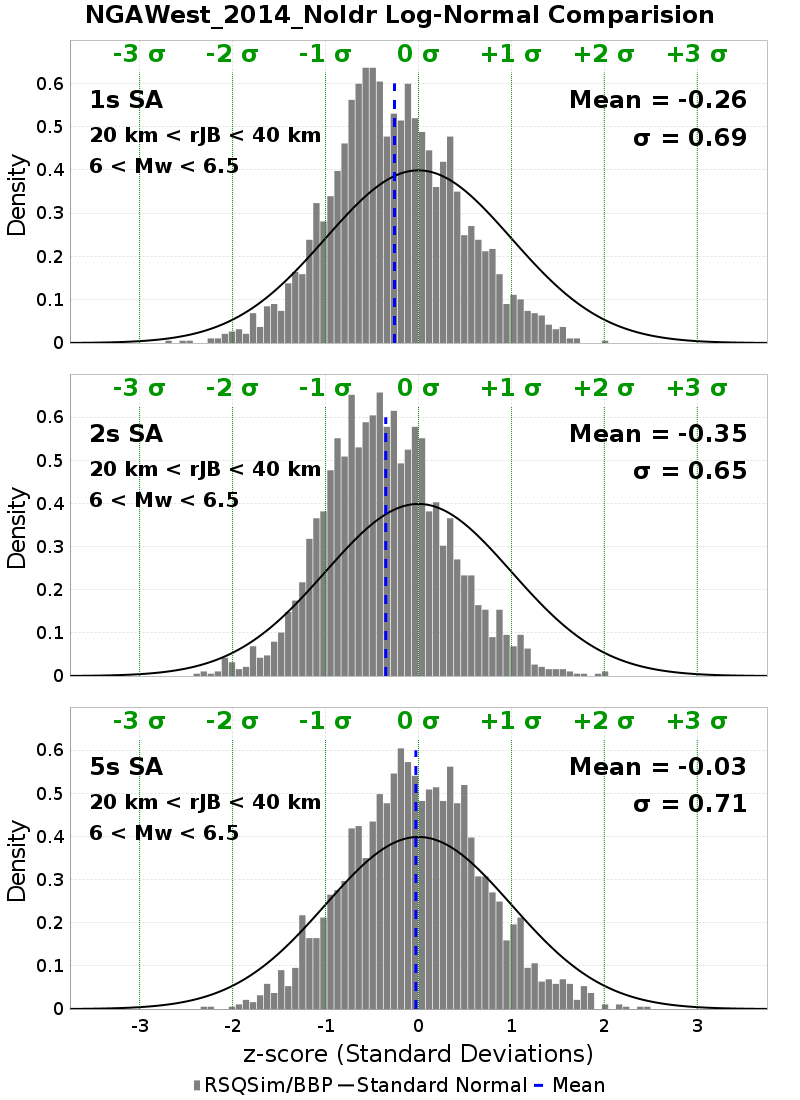 NGAWest_2014_NoIdr Log-Normal Comparision
-3 σ -2 σ -1 σ 0 σ +1 σ +2 σ +3 σ
1s SA Mean = -0.26
20 km < rJB < 40 km σ = 0.69
6 < Mw < 6.5
Density
0.6
0.5
0.4
0.3
0.2
0.1
0
-3 σ -2 σ -1 σ 0 σ +1 σ +2 σ +3 σ
2s SA Mean = -0.35
20 km < rJB < 40 km σ = 0.65
6 < Mw < 6.5
Density
0.6
0.5
0.4
0.3
0.2
0.1
0
-3 σ -2 σ -1 σ 0 σ +1 σ +2 σ +3 σ
5s SA Mean = -0.03
20 km < rJB < 40 km σ = 0.71
6 < Mw < 6.5
Density
0.6
0.5
0.4
0.3
0.2
0.1
0
-3 -2 -1 0 1 2 3
z-score (Standard Deviations)
RSQSim/BBP Standard Normal Mean